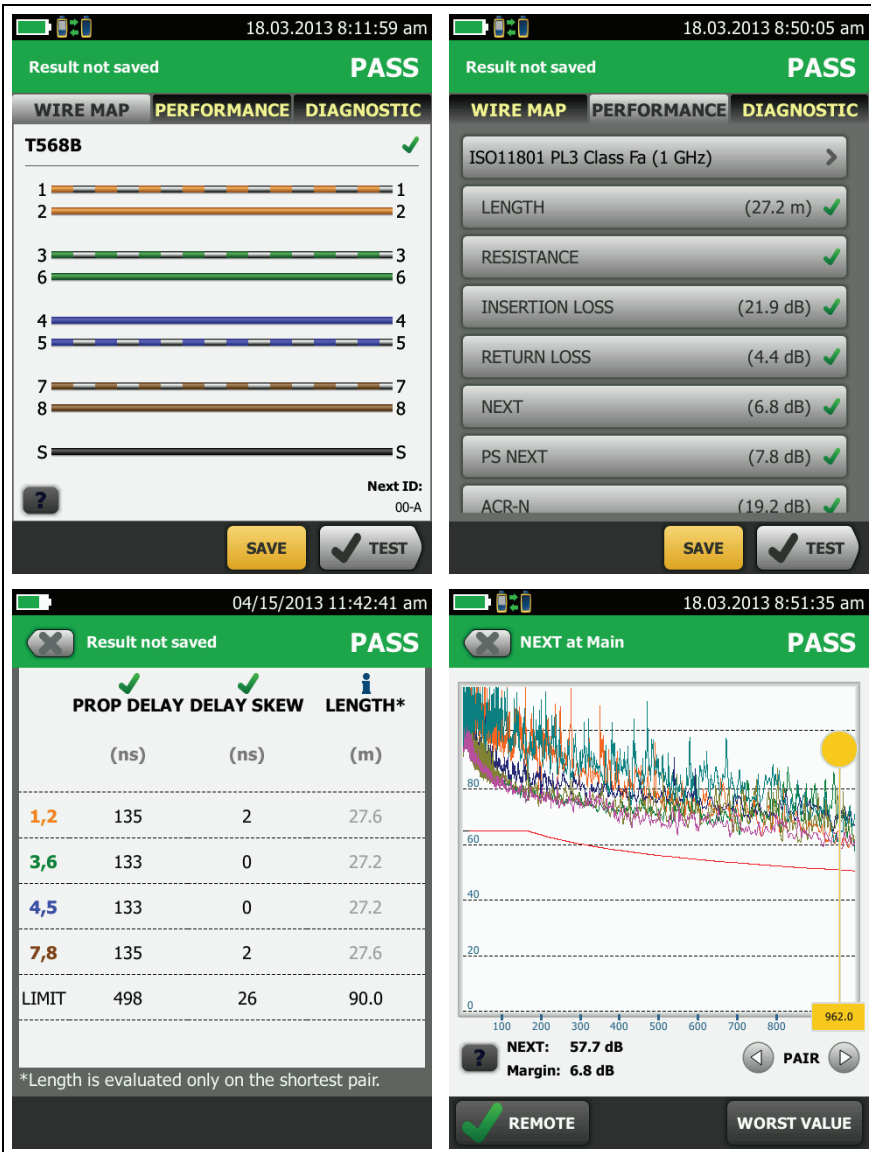 18.03.2013 8:11:59 am
Result not saved PASS
WIRE MAP PERFORMANCE DIAGNOSTIC
T568B
1 1
2 2
3 3
6 6
4 4
5 5
7 7
8 8
S S
Next ID:
? 00-A
SAVE TEST
18.03.2013 8:50:05 am
Result not saved PASS
WIRE MAP PERFORMANCE DIAGNOSTIC
ISO11801 PL3 Class Fa (1 GHz)
LENGTH (27.2 m)
RESISTANCE
INSERTION LOSS (21.9 dB)
RETURN LOSS (4.4 dB)
NEXT (6.8 dB)
PS NEXT (7.8 dB)
ACR-N (19.2 dB)
SAVE TEST
04/15/2013 11:42:41 am
Result not saved PASS
PROP DELAY DELAY SKEW LENGTH*
(ns) (ns) (m)
1,2 135 2 27.6
3,6 133 0 27.2
4,5 133 0 27.2
7,8 135 2 27.6
LIMIT 498 26 90.0
*Length is evaluated only on the shortest pair.
18.03.2013 8:51:35 am
NEXT at Main PASS
80
60
40
20
0
100 200 300 400 500 600 700 800 962.0
? NEXT: 57.7 dB
Margin: 6.8 dB
PAIR
REMOTE WORST VALUE